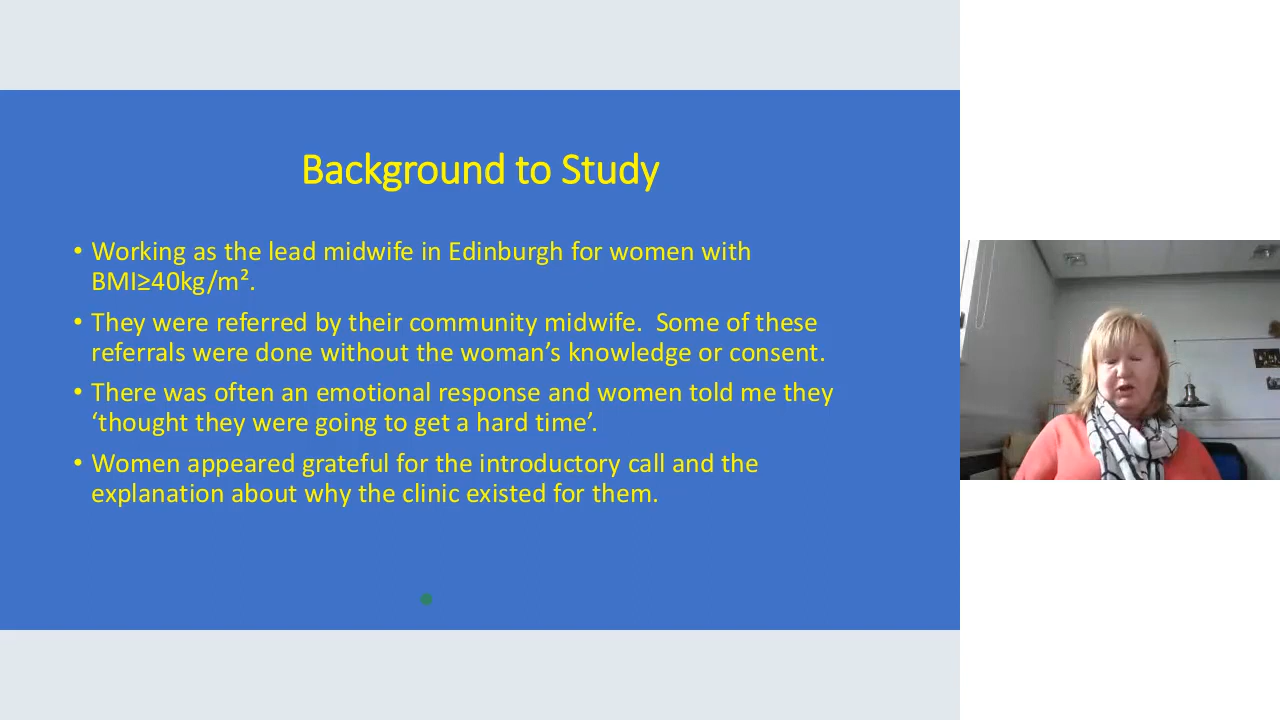 Background to Study
• Working as the lead midwife in Edinburgh for women with
BMI≥40kg/m².
• They were referred by their community midwife.  Some of these
referrals were done without the woman’s knowledge or consent.
• There was often an emotional response and women told me they
‘thought they were going to get a hard time’.
• Women appeared grateful for the introductory call and the
explanation about why the clinic existed for them.